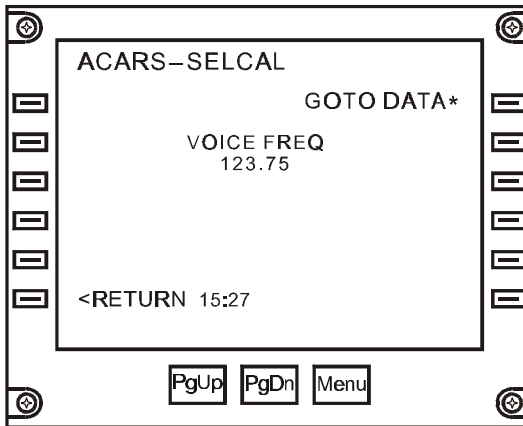 ACARS–SELCAL
GOTO DATA*
VOICE FREQ
123.75
<RETURN 15:27
PgUp PgDn Menu